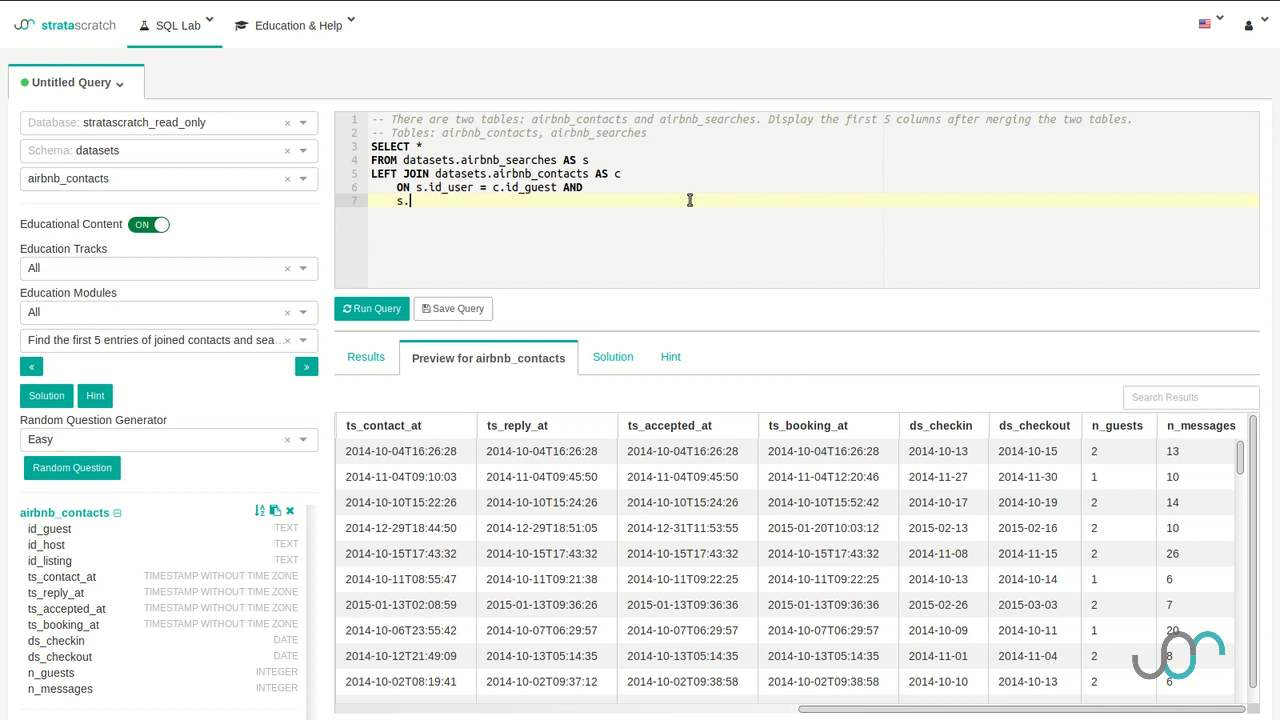 stratascratch SQL Lab Education & Help
Untitled Query
Database: stratascratch_read_only
Schema: datasets
airbnb_contacts
Educational Content ON
Education Tracks
All
Education Modules
All
Find the first 5 entries of joined contacts and sea...
« »
Solution Hint
Random Question Generator
Easy
Random Question
airbnb_contacts
id_guest TEXT
id_host TEXT
id_listing TEXT
ts_contact_at TIMESTAMP WITHOUT TIME ZONE
ts_reply_at TIMESTAMP WITHOUT TIME ZONE
ts_accepted_at TIMESTAMP WITHOUT TIME ZONE
ts_booking_at TIMESTAMP WITHOUT TIME ZONE
ds_checkin DATE
ds_checkout DATE
n_guests INTEGER
n_messages INTEGER
1 -- There are two tables: airbnb_contacts and airbnb_searches. Display the first 5 columns after merging the two tables.
2 -- Tables: airbnb_contacts, airbnb_searches
3 SELECT *
4 FROM datasets.airbnb_searches AS s
5 LEFT JOIN datasets.airbnb_contacts AS c
6 ON s.id_user = c.id_guest AND
7 s.
Run Query Save Query
Results Preview for airbnb_contacts Solution Hint
Search Results
ts_contact_at ts_reply_at ts_accepted_at ts_booking_at ds_checkin ds_checkout n_guests n_messages
2014-10-04T16:26:28 2014-10-04T16:26:28 2014-10-04T16:26:28 2014-10-04T16:26:28 2014-10-13 2014-10-15 2 13
2014-11-04T09:10:03 2014-11-04T09:45:50 2014-11-04T09:45:50 2014-11-04T12:20:46 2014-11-27 2014-11-30 1 10
2014-10-10T15:22:26 2014-10-10T15:24:26 2014-10-10T15:24:26 2014-10-10T15:52:42 2014-10-17 2014-10-19 2 14
2014-12-29T18:44:50 2014-12-29T18:51:05 2014-12-31T11:53:55 2015-01-20T10:03:12 2015-02-13 2015-02-16 2 10
2014-10-15T17:43:32 2014-10-15T17:43:32 2014-10-15T17:43:32 2014-10-15T17:43:32 2014-11-08 2014-11-15 2 26
2014-10-11T08:55:47 2014-10-11T09:21:38 2014-10-11T09:22:25 2014-10-11T09:22:25 2014-10-13 2014-10-14 1 6
2015-01-13T02:08:59 2015-01-13T09:36:26 2015-01-13T09:36:36 2015-01-13T09:36:36 2015-02-26 2015-03-03 2 7
2014-10-06T23:55:42 2014-10-07T06:29:57 2014-10-07T06:29:57 2014-10-07T06:29:57 2014-10-09 2014-10-11 1 20
2014-10-12T21:49:09 2014-10-13T05:14:35 2014-10-13T05:14:35 2014-10-13T05:14:35 2014-11-01 2014-11-04 2 8
2014-10-02T08:19:41 2014-10-02T09:37:12 2014-10-02T09:38:58 2014-10-02T09:38:58 2014-10-10 2014-10-13 2 6